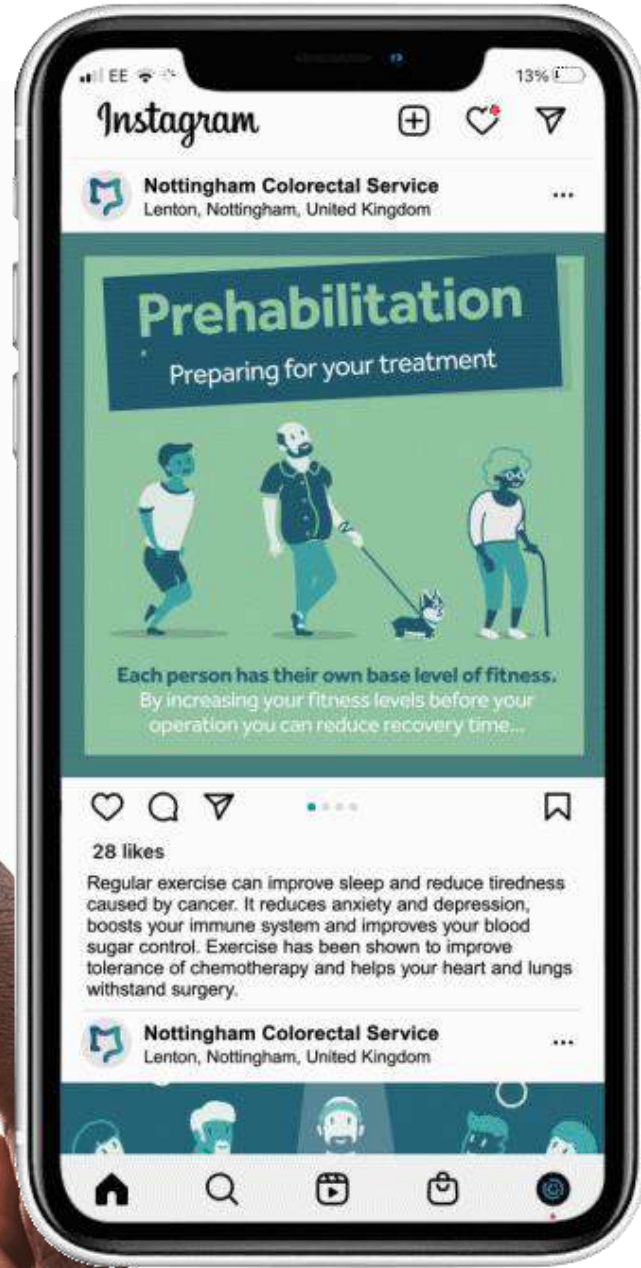 EE
13%
Instagram
Nottingham Colorectal Service
Lenton, Nottingham, United Kingdom
Prehabilitation
Preparing for your treatment
Each person has their own base level of fitness.
By increasing your fitness levels before your
operation you can reduce recovery time...
28 likes
Regular exercise can improve sleep and reduce tiredness
caused by cancer. It reduces anxiety and depression,
boosts your immune system and improves your blood
sugar control. Exercise has been shown to improve
tolerance of chemotherapy and helps your heart and lungs
withstand surgery.
Nottingham Colorectal Service
Lenton, Nottingham, United Kingdom